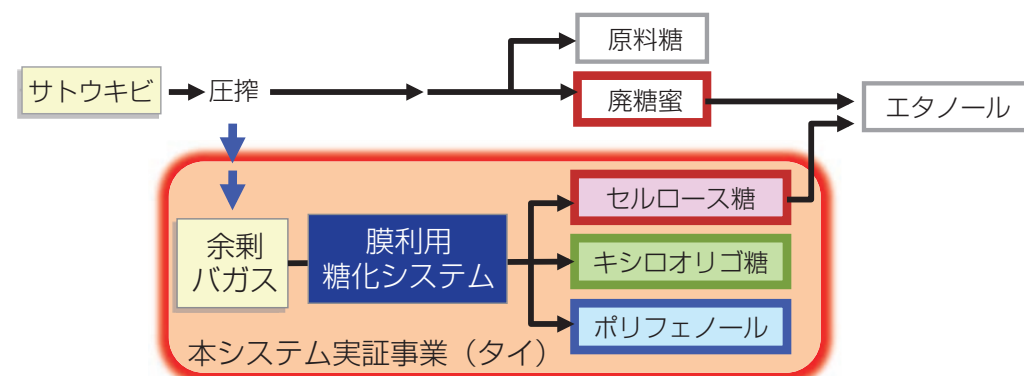 原料糖
サトウキビ
圧搾
廃糖蜜
エタノール
余剰
バガス
膜利用
糖化システム
セルロース糖
キシロオリゴ糖
ポリフェノール
本システム実証事業（タイ）